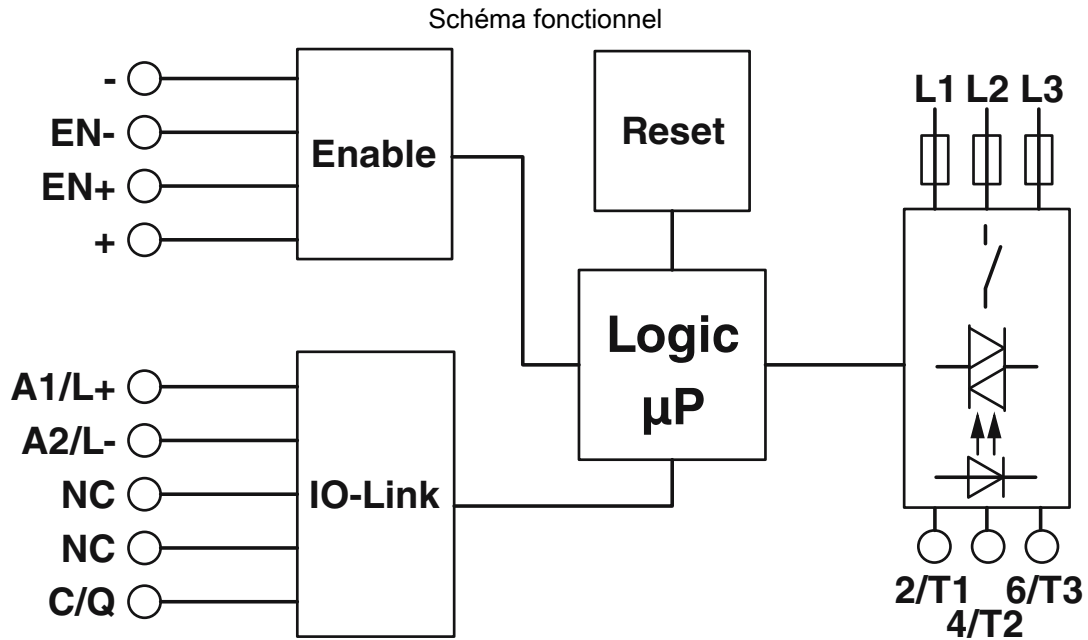 Schéma fonctionnel
-
EN-
EN+
+
Enable
Reset
L1 L2 L3
A1/L+
A2/L-
NC
NC
C/Q
IO-Link
Logic
µP
2/T1
4/T2
6/T3